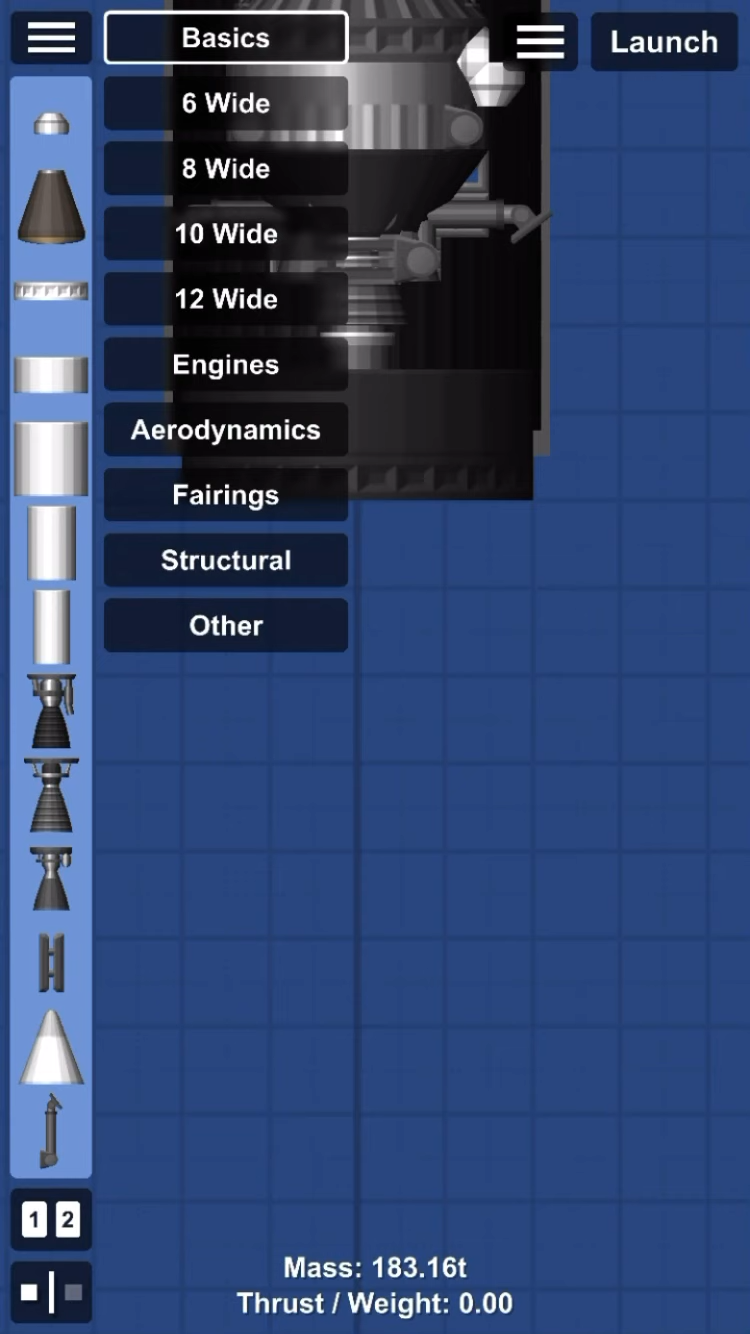 Basics
Launch
6 Wide
8 Wide
10 Wide
12 Wide
Engines
Aerodynamics
Fairings
Structural
Other
1 2
Mass: 183.16t
Thrust / Weight: 0.00